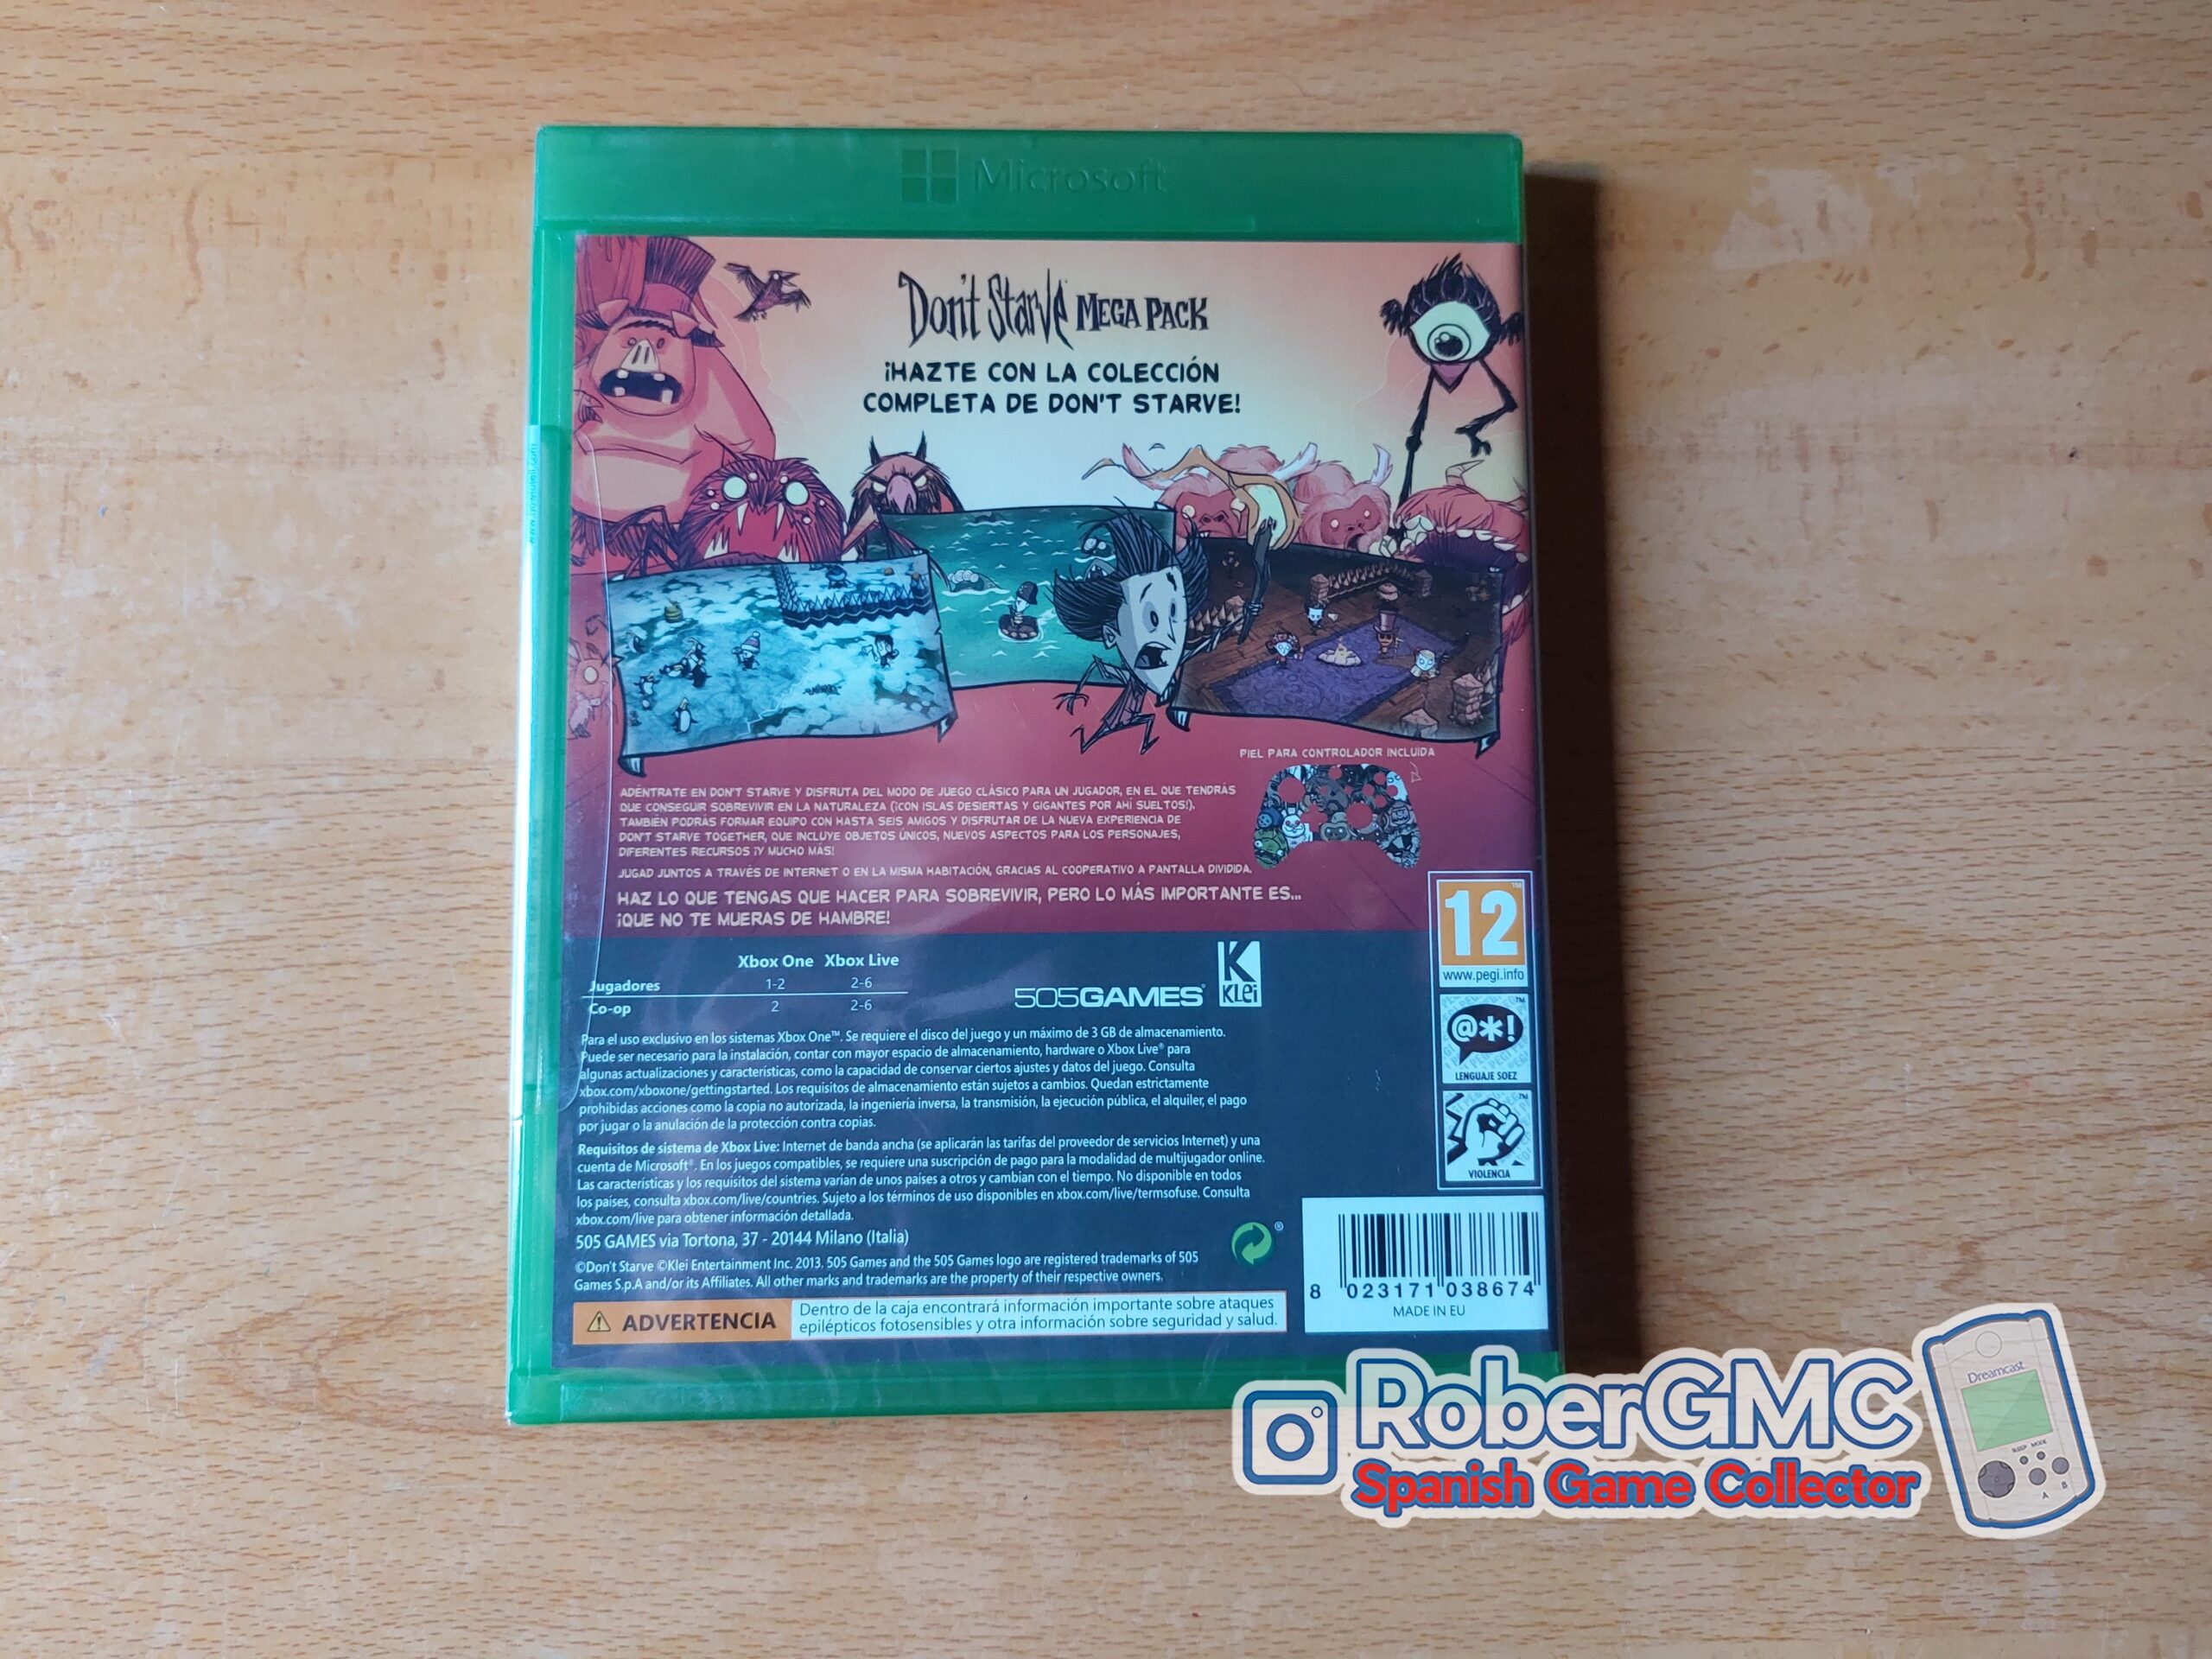 Microsoft
Don't Starve MEGA PACK
¡HAZTE CON LA COLECCIÓN
COMPLETA DE DON'T STARVE!
PIEL PARA CONTROLADOR INCLUIDA
ADÉNTRATE EN DON'T STARVE Y DISFRUTA DEL MODO DE JUEGO CLÁSICO PARA UN JUGADOR, EN EL QUE TENDRÁS
QUE CONSEGUIR SOBREVIVIR EN LA NATURALEZA (¡CON ISLAS DESIERTAS Y GIGANTES POR AHÍ SUELTOS!).
TAMBIÉN PODRÁS FORMAR EQUIPO CON HASTA SEIS AMIGOS Y DISFRUTAR DE LA NUEVA EXPERIENCIA DE
DON'T STARVE TOGETHER, QUE INCLUYE OBJETOS ÚNICOS, NUEVOS ASPECTOS PARA LOS PERSONAJES,
DIFERENTES RECURSOS ¡Y MUCHO MÁS!
JUGAD JUNTOS A TRAVÉS DE INTERNET O EN LA MISMA HABITACIÓN, GRACIAS AL COOPERATIVO A PANTALLA DIVIDIDA.
HAZ LO QUE TENGAS QUE HACER PARA SOBREVIVIR, PERO LO MÁS IMPORTANTE ES...
¡QUE NO TE MUERAS DE HAMBRE!
Xbox One Xbox Live
Jugadores 1-2 2-6
Co-op 2 2-6
505GAMES
K
KLei
12
www.pegi.info
@*!
LENGUAJE SOEZ
VIOLENCIA
Para el uso exclusivo en los sistemas Xbox One™. Se requiere el disco del juego y un máximo de 3 GB de almacenamiento.
Puede ser necesario para la instalación, contar con mayor espacio de almacenamiento, hardware o Xbox Live® para
algunas actualizaciones y características, como la capacidad de conservar ciertos ajustes y datos del juego. Consulta
xbox.com/xboxone/gettingstarted. Los requisitos de almacenamiento están sujetos a cambios. Quedan estrictamente
prohibidas acciones como la copia no autorizada, la ingeniería inversa, la transmisión, la ejecución pública, el alquiler, el pago
por jugar o la anulación de la protección contra copias.
Requisitos de sistema de Xbox Live: Internet de banda ancha (se aplicarán las tarifas del proveedor de servicios Internet) y una
cuenta de Microsoft®. En los juegos compatibles, se requiere una suscripción de pago para la modalidad de multijugador online.
Las características y los requisitos del sistema varían de unos países a otros y cambian con el tiempo. No disponible en todos
los países, consulta xbox.com/live/countries. Sujeto a los términos de uso disponibles en xbox.com/live/termsofuse. Consulta
xbox.com/live para obtener información detallada.
505 GAMES via Tortona, 37 - 20144 Milano (Italia)
©Don't Starve ©Klei Entertainment Inc. 2013. 505 Games and the 505 Games logo are registered trademarks of 505
Games S.p.A and/or its Affiliates. All other marks and trademarks are the property of their respective owners.
ADVERTENCIA
Dentro de la caja encontrará información importante sobre ataques
epilépticos fotosensibles y otra información sobre seguridad y salud.
8 023171 038674
MADE IN EU
RoberGMC
Spanish Game Collector
Dreamcast
SLEEP MODE
A B